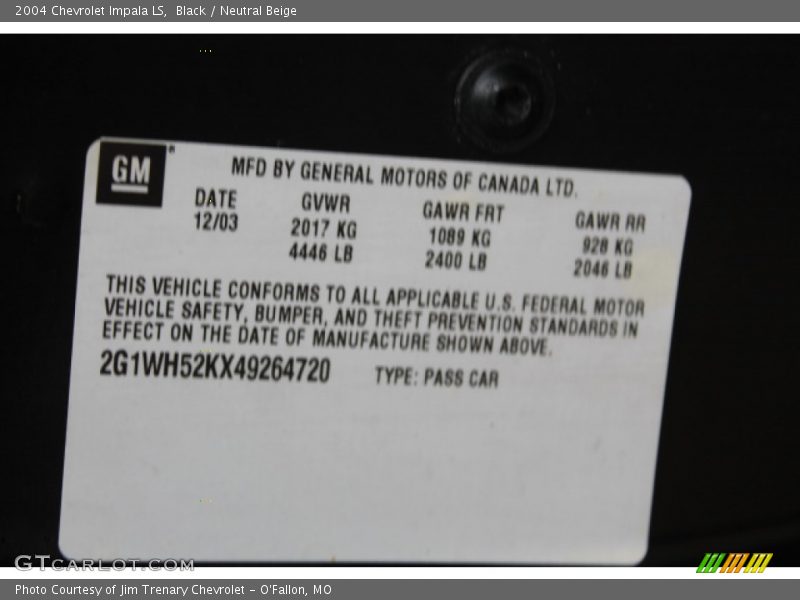 2004 Chevrolet Impala LS,  Black / Neutral Beige
GM
MFD BY GENERAL MOTORS OF CANADA LTD.
DATE GVWR GAWR FRT GAWR RR
12/03 2017 KG 1089 KG 928 KG
4446 LB 2400 LB 2046 LB
THIS VEHICLE CONFORMS TO ALL APPLICABLE U.S. FEDERAL MOTOR
VEHICLE SAFETY, BUMPER, AND THEFT PREVENTION STANDARDS IN
EFFECT ON THE DATE OF MANUFACTURE SHOWN ABOVE.
2G1WH52KX49264720 TYPE: PASS CAR
GTCARLOT.COM
Photo Courtesy of Jim Trenary Chevrolet - O'Fallon, MO